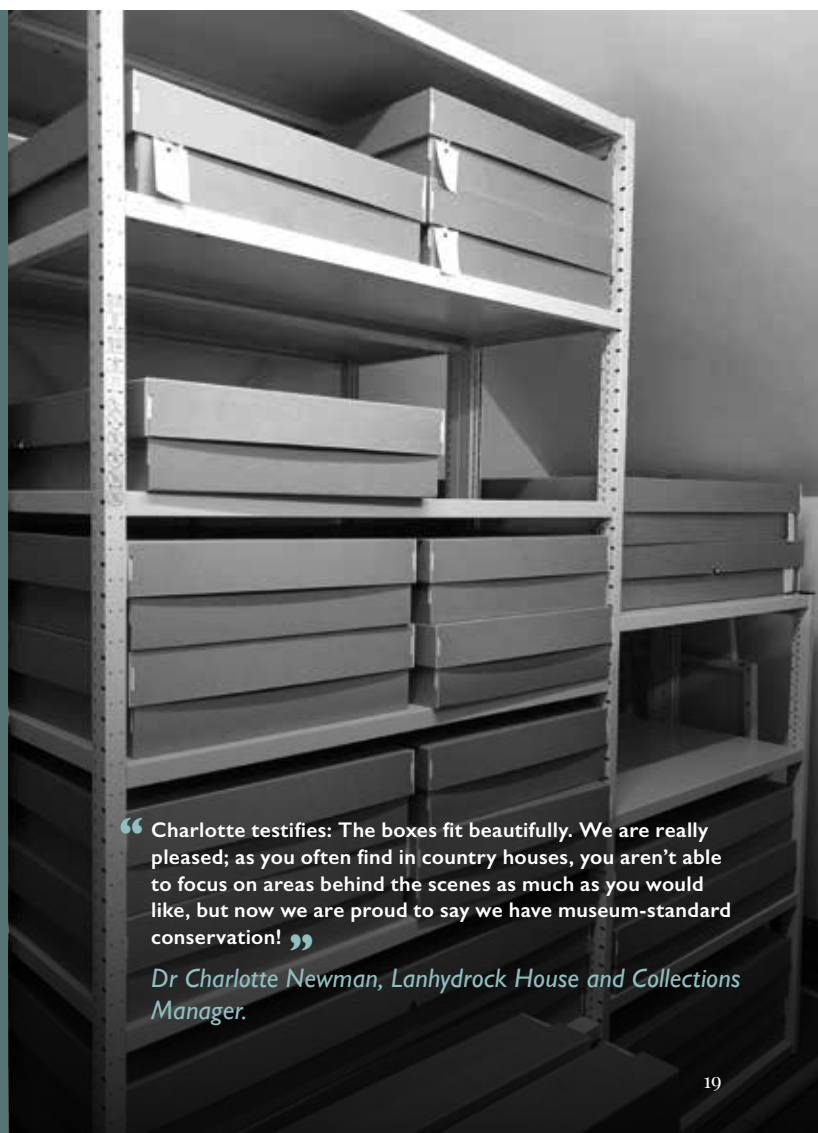 “ Charlotte testifies: The boxes fit beautifully. We are really
pleased; as you often find in country houses, you aren’t able
to focus on areas behind the scenes as much as you would
like, but now we are proud to say we have museum-standard
conservation! ”
Dr Charlotte Newman, Lanhydrock House and Collections
Manager.
19